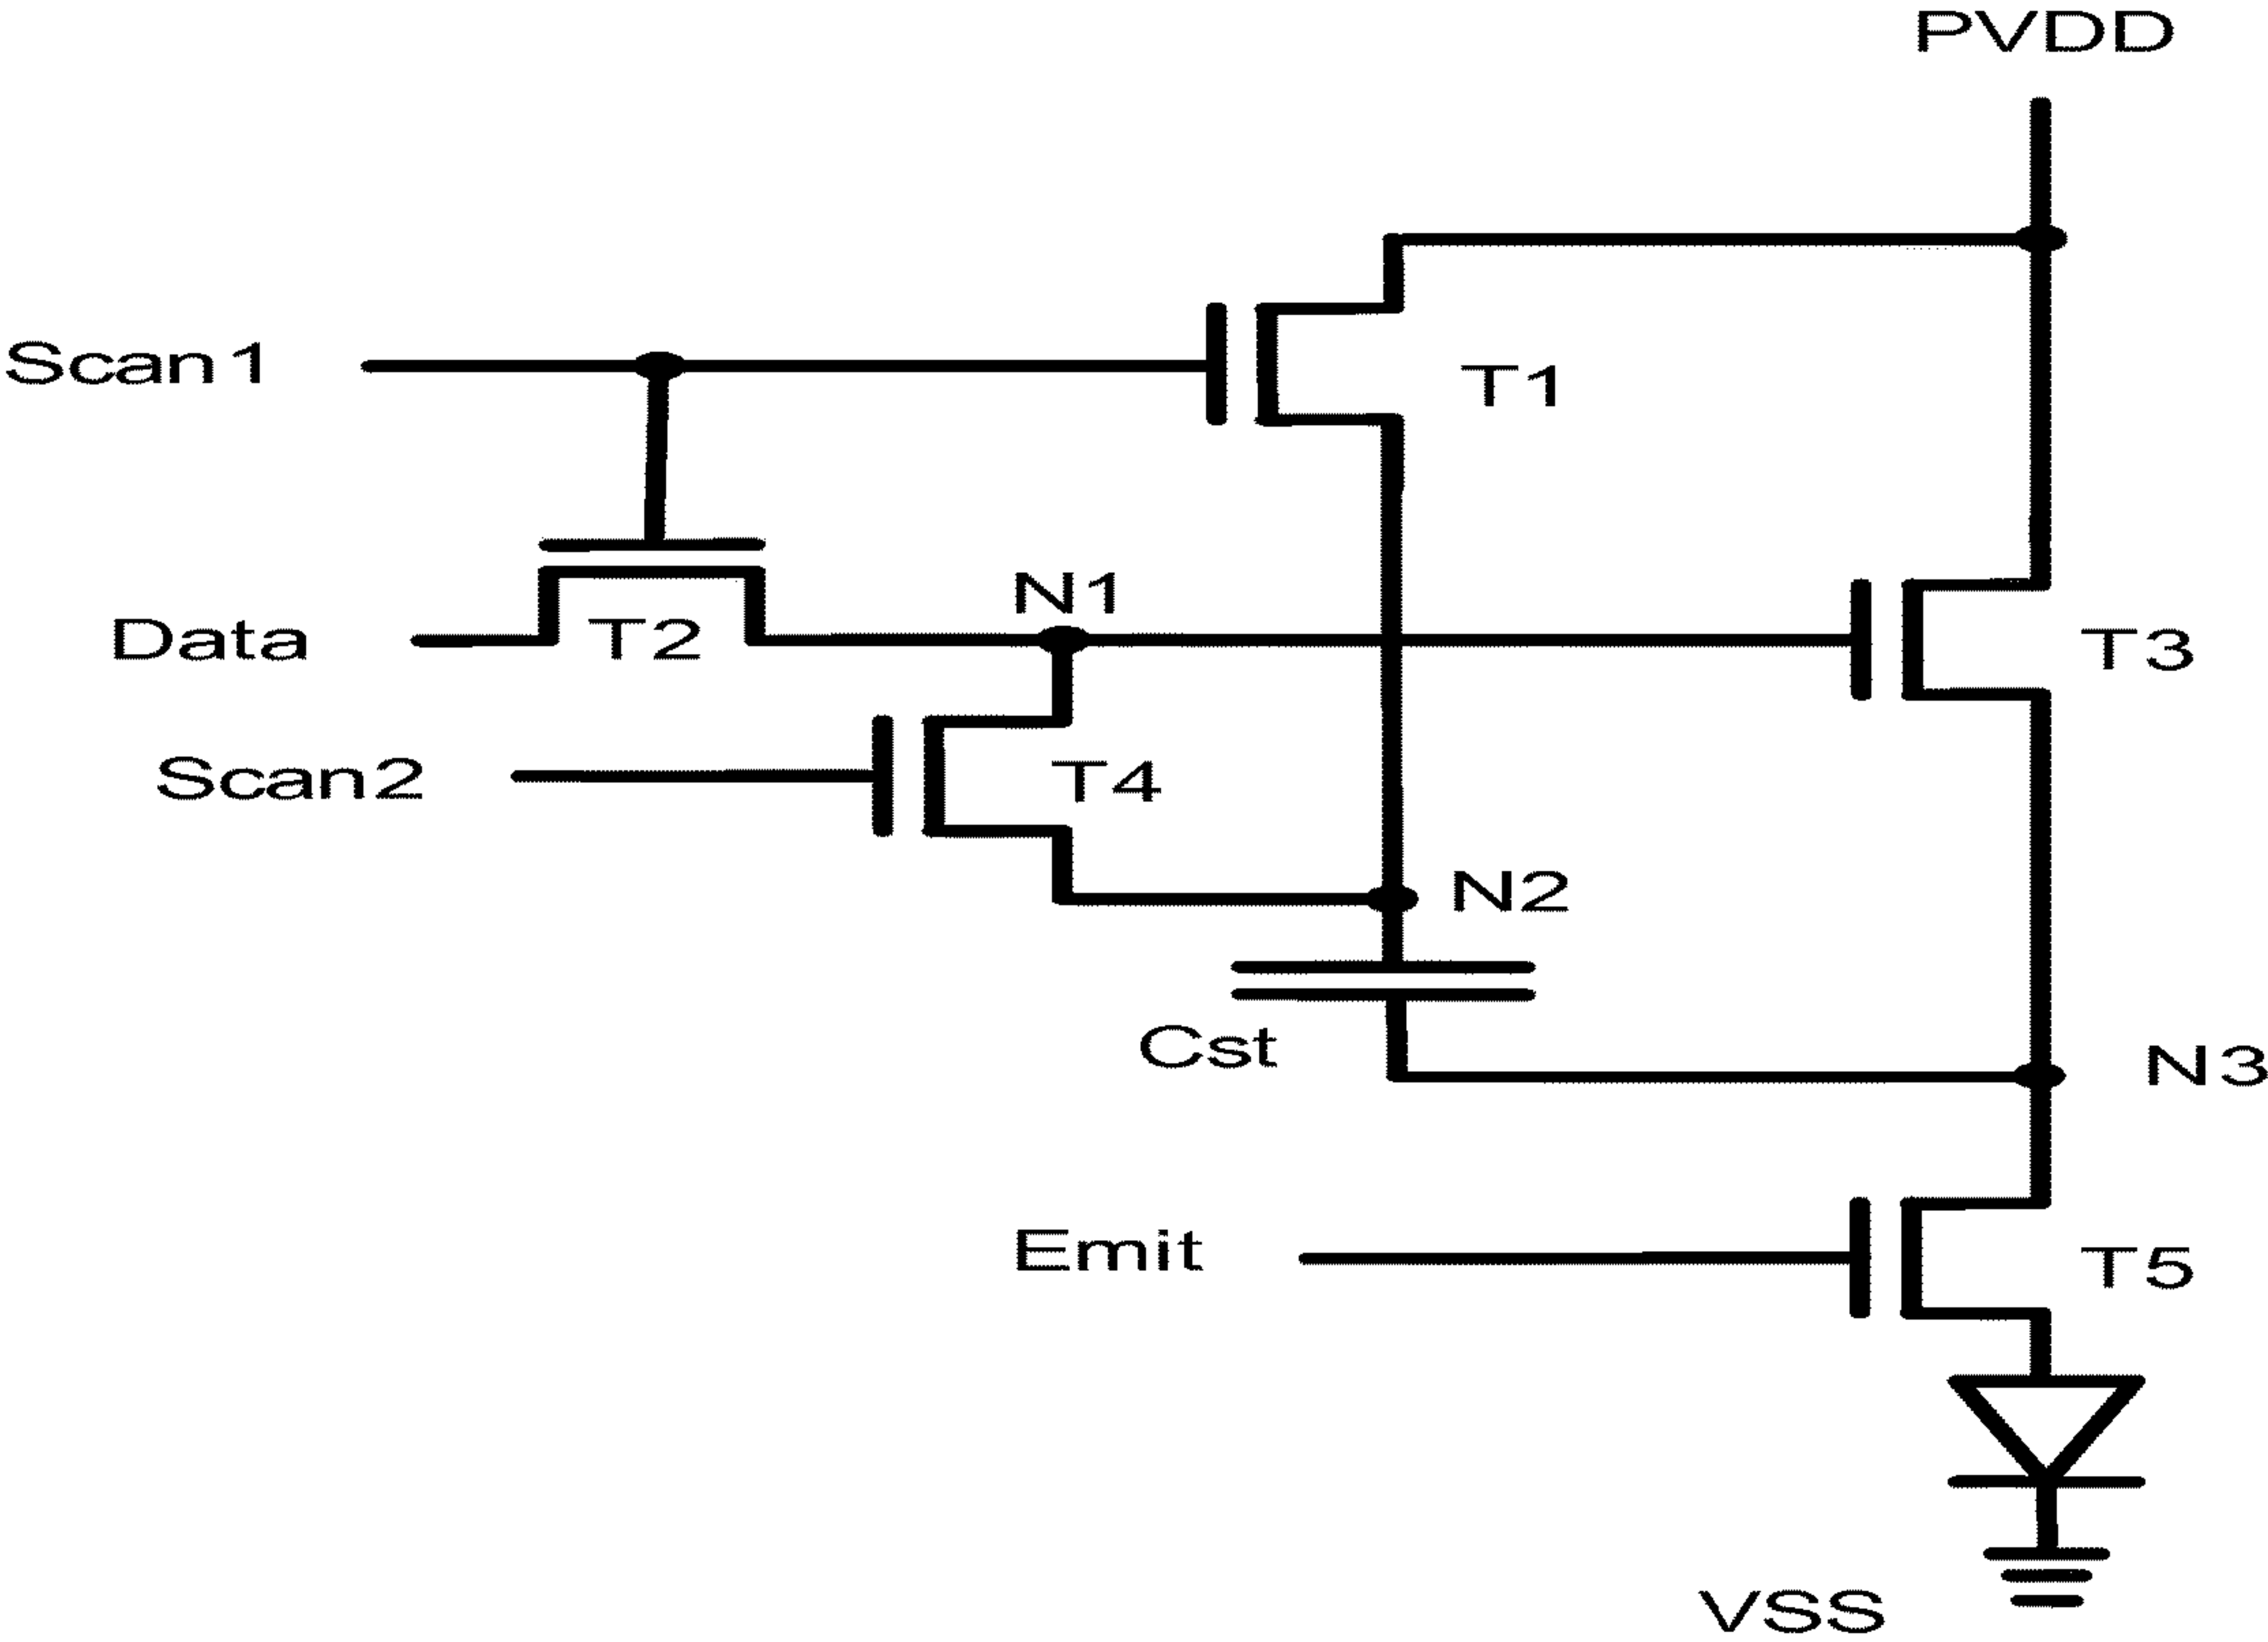 PVDD
Scan1
T1
N1
Data
T2
T3
Scan2
T4
N2
Cst
N3
Emit
T5
VSS